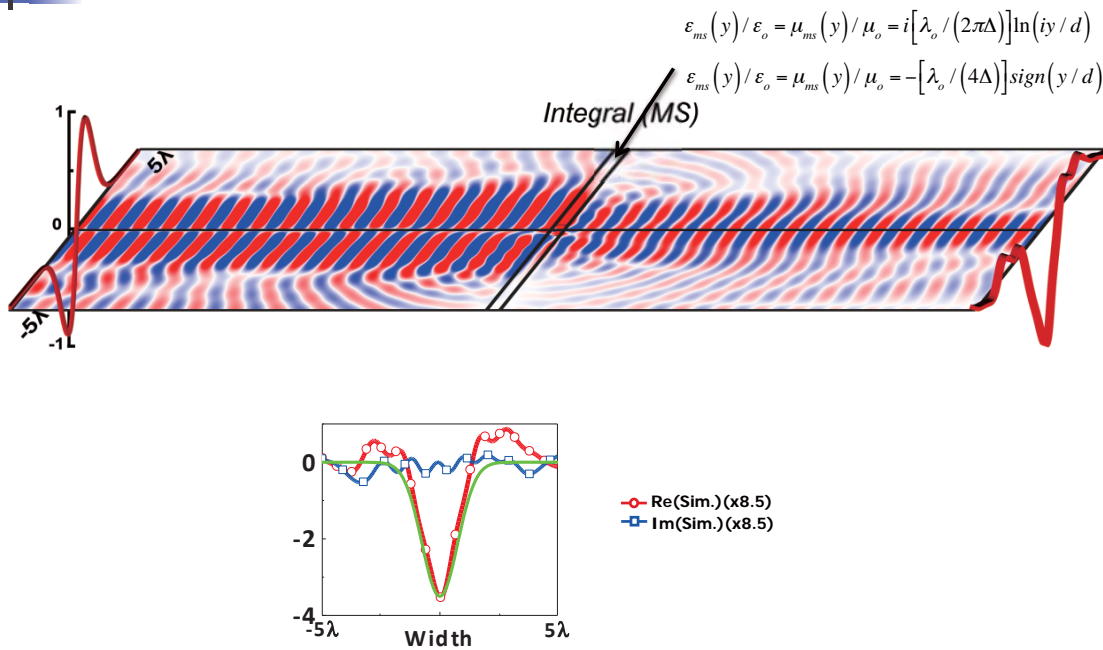 ε_ms(y)/ε_o = μ_ms(y)/μ_o = i[λ_o/(2πΔ)]ln(iy/d)
ε_ms(y)/ε_o = μ_ms(y)/μ_o = −[λ_o/(4Δ)]sign(y/d)
Integral (MS)
1
5λ
0
-5λ
-1
0
-2
-4
-5λ
5λ
Width
Re(Sim.)(x8.5)
Im(Sim.)(x8.5)